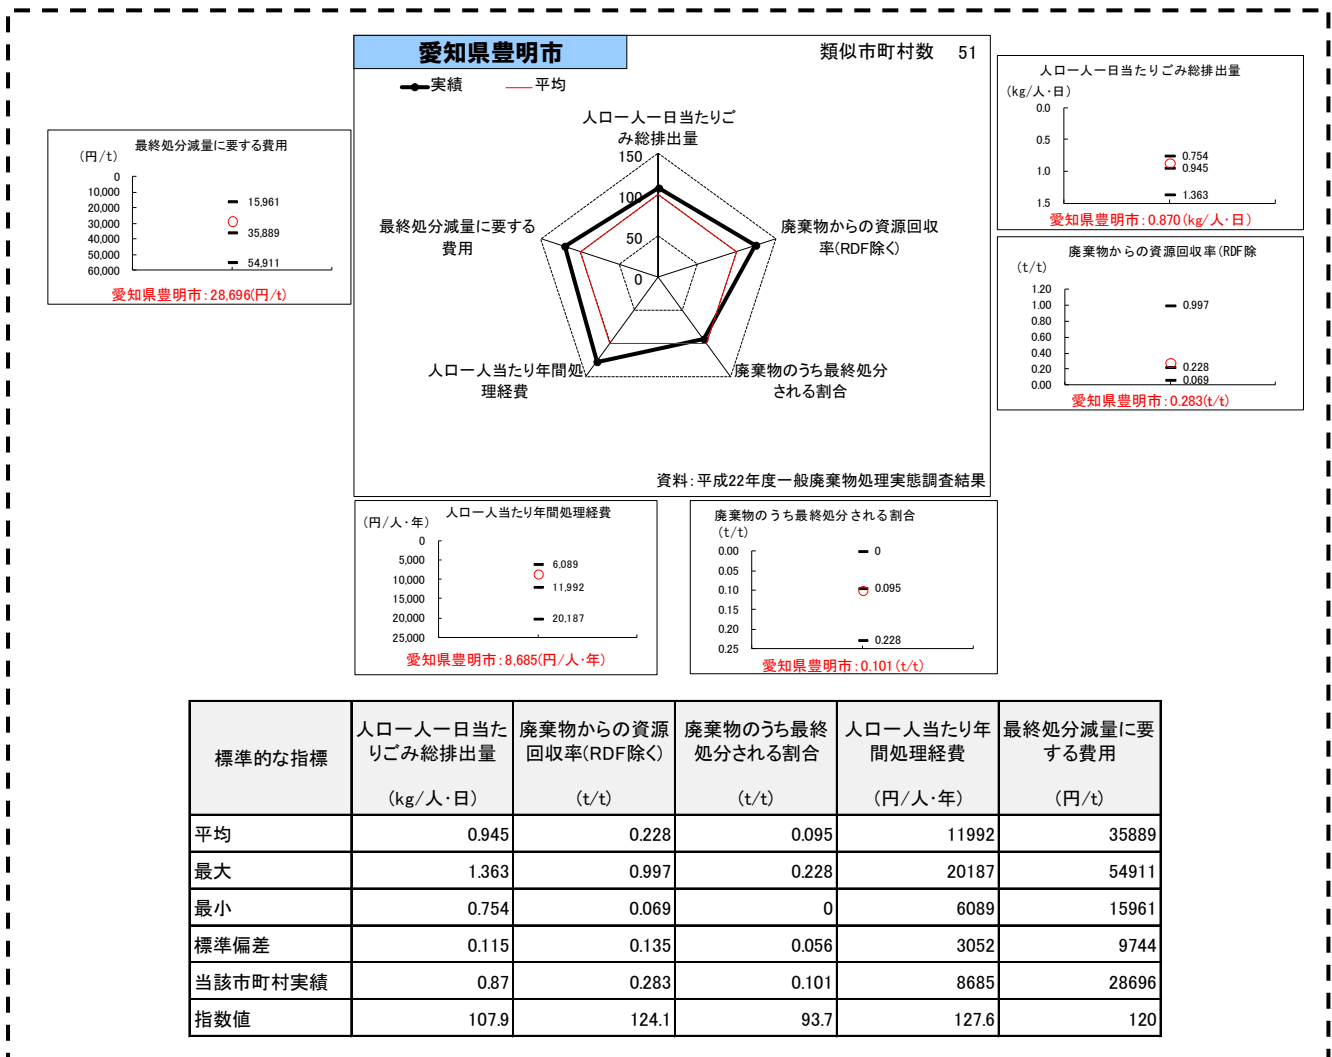 愛知県豊明市
類似市町村数 51
実績 平均
人口一人一日当たりご
み総排出量
廃棄物からの資源回収
率(RDF除く)
廃棄物のうち最終処分
される割合
人口一人当たり年間処
理経費
最終処分減量に要する
費用
150
100
50
0
資料:平成22年度一般廃棄物処理実態調査結果
最終処分減量に要する費用
(円/t)
0
10,000
20,000
30,000
40,000
50,000
60,000
15,961
35,889
54,911
愛知県豊明市:28,696(円/t)
人口一人一日当たりごみ総排出量
(kg/人・日)
0.0
0.5
1.0
1.5
0.754
0.945
1.363
愛知県豊明市:0.870(kg/人・日)
廃棄物からの資源回収率(RDF除
(t/t)
1.20
1.00
0.80
0.60
0.40
0.20
0.00
0.997
0.228
0.069
愛知県豊明市:0.283(t/t)
人口一人当たり年間処理経費
(円/人・年)
0
5,000
10,000
15,000
20,000
25,000
6,089
11,992
20,187
愛知県豊明市:8,685(円/人・年)
廃棄物のうち最終処分される割合
(t/t)
0.00
0.05
0.10
0.15
0.20
0.25
0
0.095
0.228
愛知県豊明市:0.101(t/t)
標準的な指標
人口一人一日当た
りごみ総排出量
(kg/人・日)
廃棄物からの資源
回収率(RDF除く)
(t/t)
廃棄物のうち最終
処分される割合
(t/t)
人口一人当たり年
間処理経費
(円/人・年)
最終処分減量に要
する費用
(円/t)
平均 0.945 0.228 0.095 11992 35889
最大 1.363 0.997 0.228 20187 54911
最小 0.754 0.069 0 6089 15961
標準偏差 0.115 0.135 0.056 3052 9744
当該市町村実績 0.87 0.283 0.101 8685 28696
指数値 107.9 124.1 93.7 127.6 120